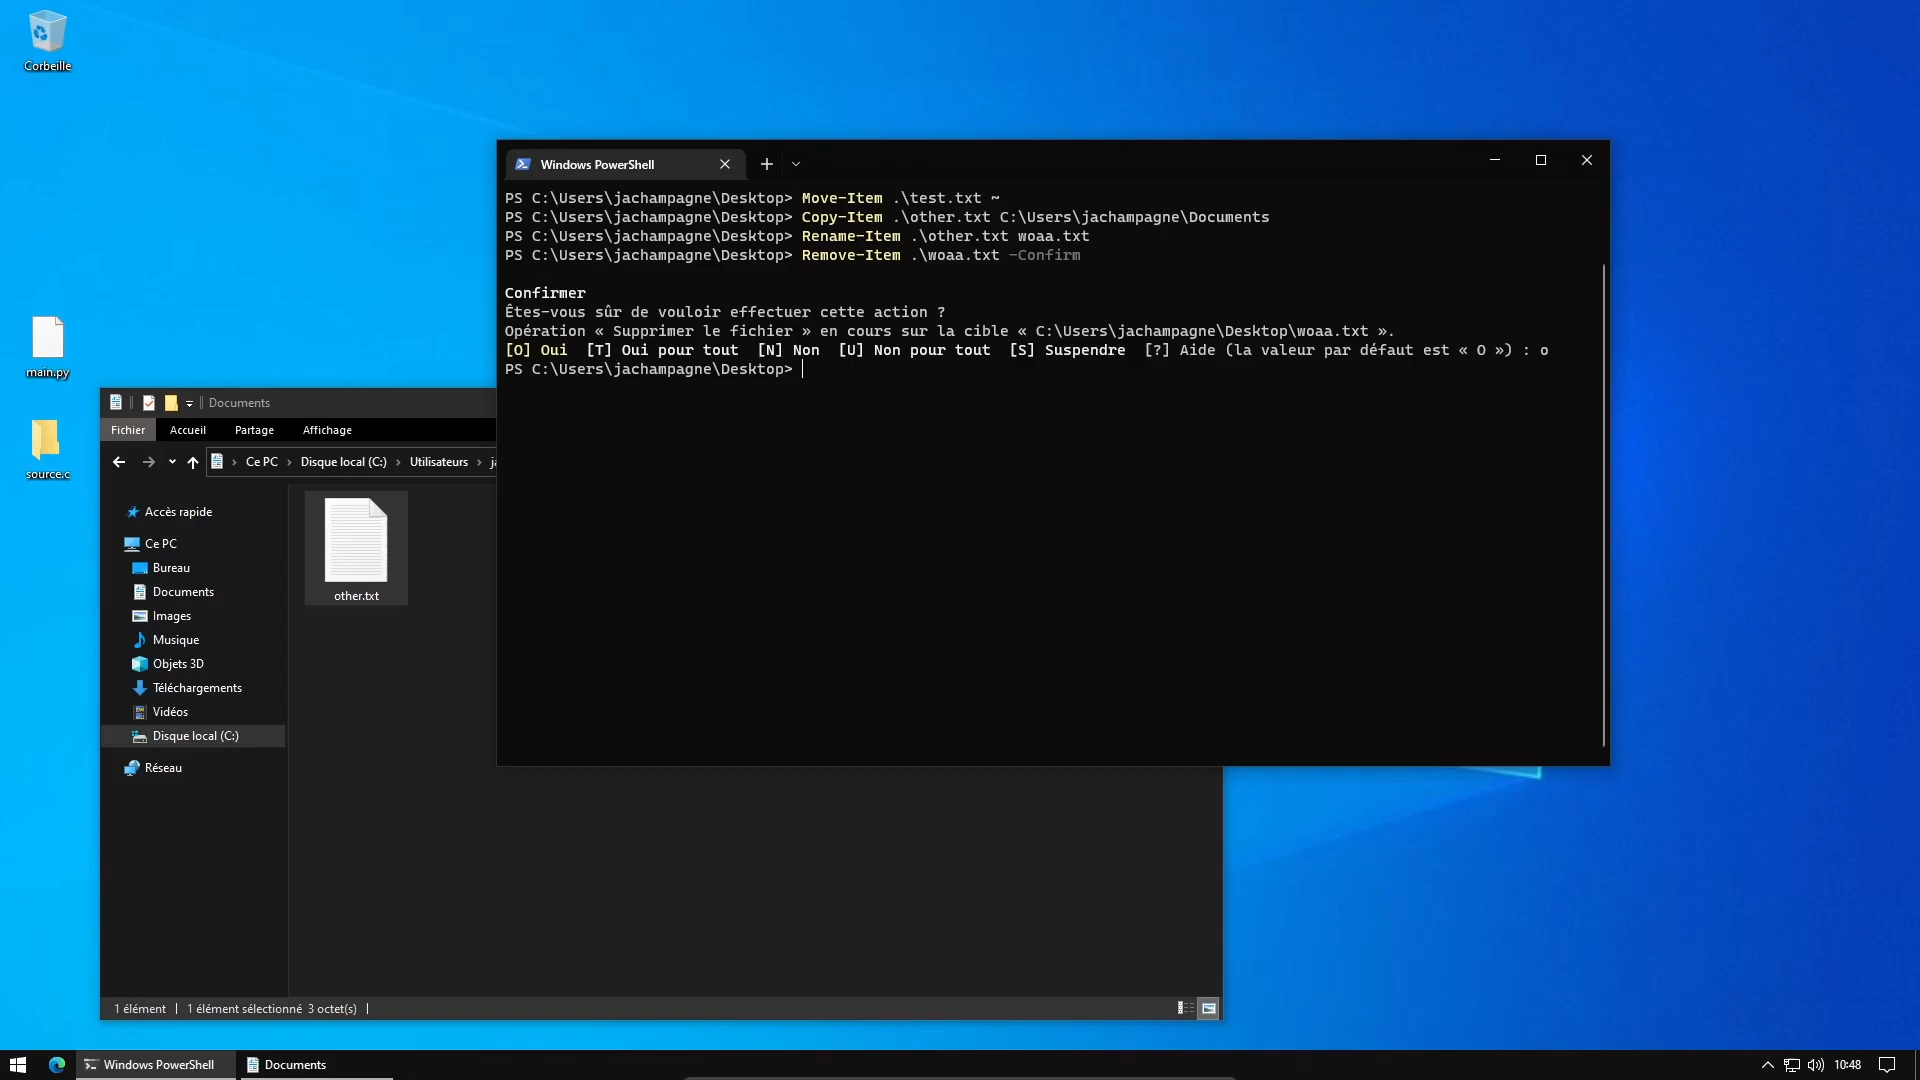 Corbeille
main.py
source.c
Windows PowerShell
PS C:\Users\jachampagne\Desktop> Move-Item .\test.txt ~
PS C:\Users\jachampagne\Desktop> Copy-Item .\other.txt C:\Users\jachampagne\Documents
PS C:\Users\jachampagne\Desktop> Rename-Item .\other.txt woaa.txt
PS C:\Users\jachampagne\Desktop> Remove-Item .\woaa.txt -Confirm
Confirmer
Êtes-vous sûr de vouloir effectuer cette action ?
Opération « Supprimer le fichier » en cours sur la cible « C:\Users\jachampagne\Desktop\woaa.txt ».
[O] Oui  [T] Oui pour tout  [N] Non  [U] Non pour tout  [S] Suspendre  [?] Aide (la valeur par défaut est « O ») : o
PS C:\Users\jachampagne\Desktop>
Documents
Fichier Accueil Partage Affichage
Ce PC > Disque local (C:) > Utilisateurs > ja
Accès rapide
Ce PC
Bureau
Documents
Images
Musique
Objets 3D
Téléchargements
Vidéos
Disque local (C:)
Réseau
other.txt
1 élément 1 élément sélectionné 3 octet(s)
Windows PowerShell
Documents
10:48